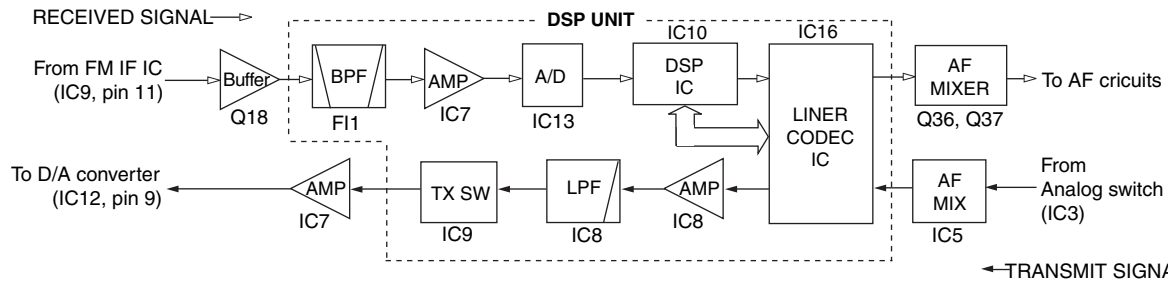 RECEIVED SIGNAL
DSP UNIT
From FM IF IC
(IC9, pin 11)
Buffer
Q18
BPF
FI1
AMP
IC7
A/D
IC13
IC10
DSP
IC
IC16
LINER
CODEC
IC
AF
MIXER
Q36, Q37
To AF cricuits
To D/A converter
(IC12, pin 9)
AMP
IC7
TX SW
IC9
LPF
IC8
AMP
IC8
AF
MIX
IC5
From
Analog switch
(IC3)
TRANSMIT SIGNA